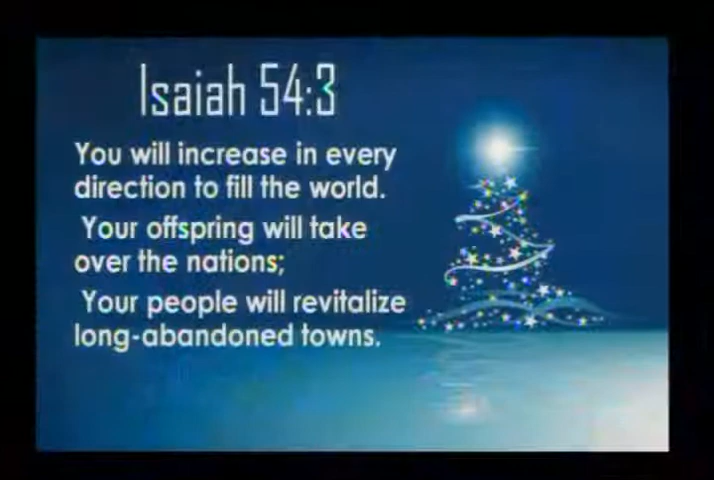 Isaiah 54:3
You will increase in every
direction to fill the world.
Your offspring will take
over the nations;
Your people will revitalize
long-abandoned towns.